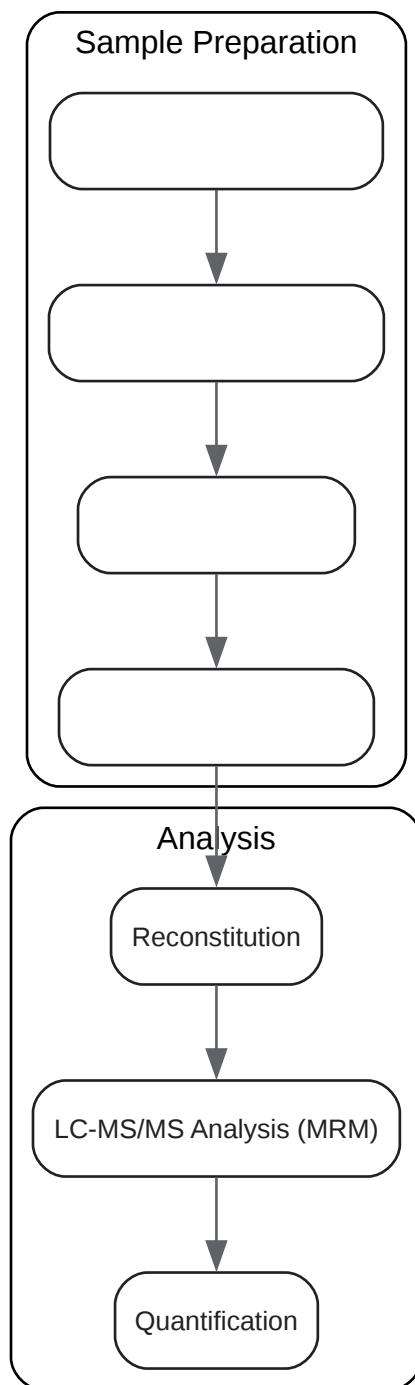 Sample Preparation
Analysis
Reconstitution
LC-MS/MS Analysis (MRM)
Quantification